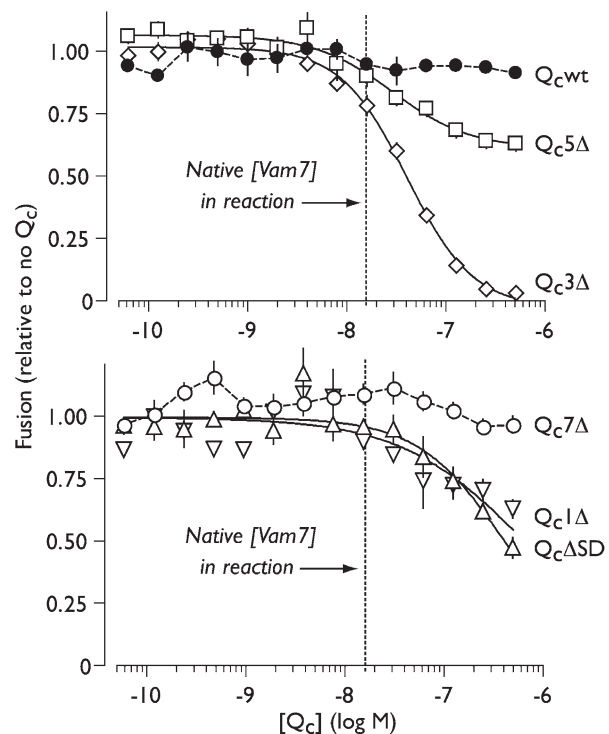 1.00
0.75
0.50
0.25
0
Qcwt
Qc5Δ
Qc3Δ
Native [Vam7]
in reaction
-10
-9
-8
-7
-6
Fusion (relative to no Qc)
1.00
0.75
0.50
0.25
0
Qc7Δ
Qc1Δ
QcΔSD
Native [Vam7]
in reaction
-10
-9
-8
-7
-6
[Qc] (log M)